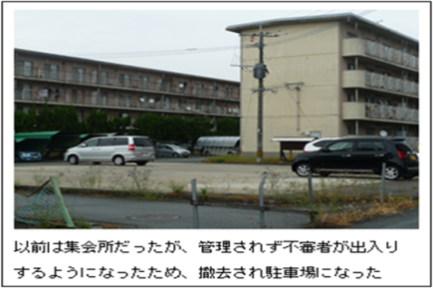 以前は集会所だったが、管理されず不審者が出入り
するようになったため、撤去され駐車場になった